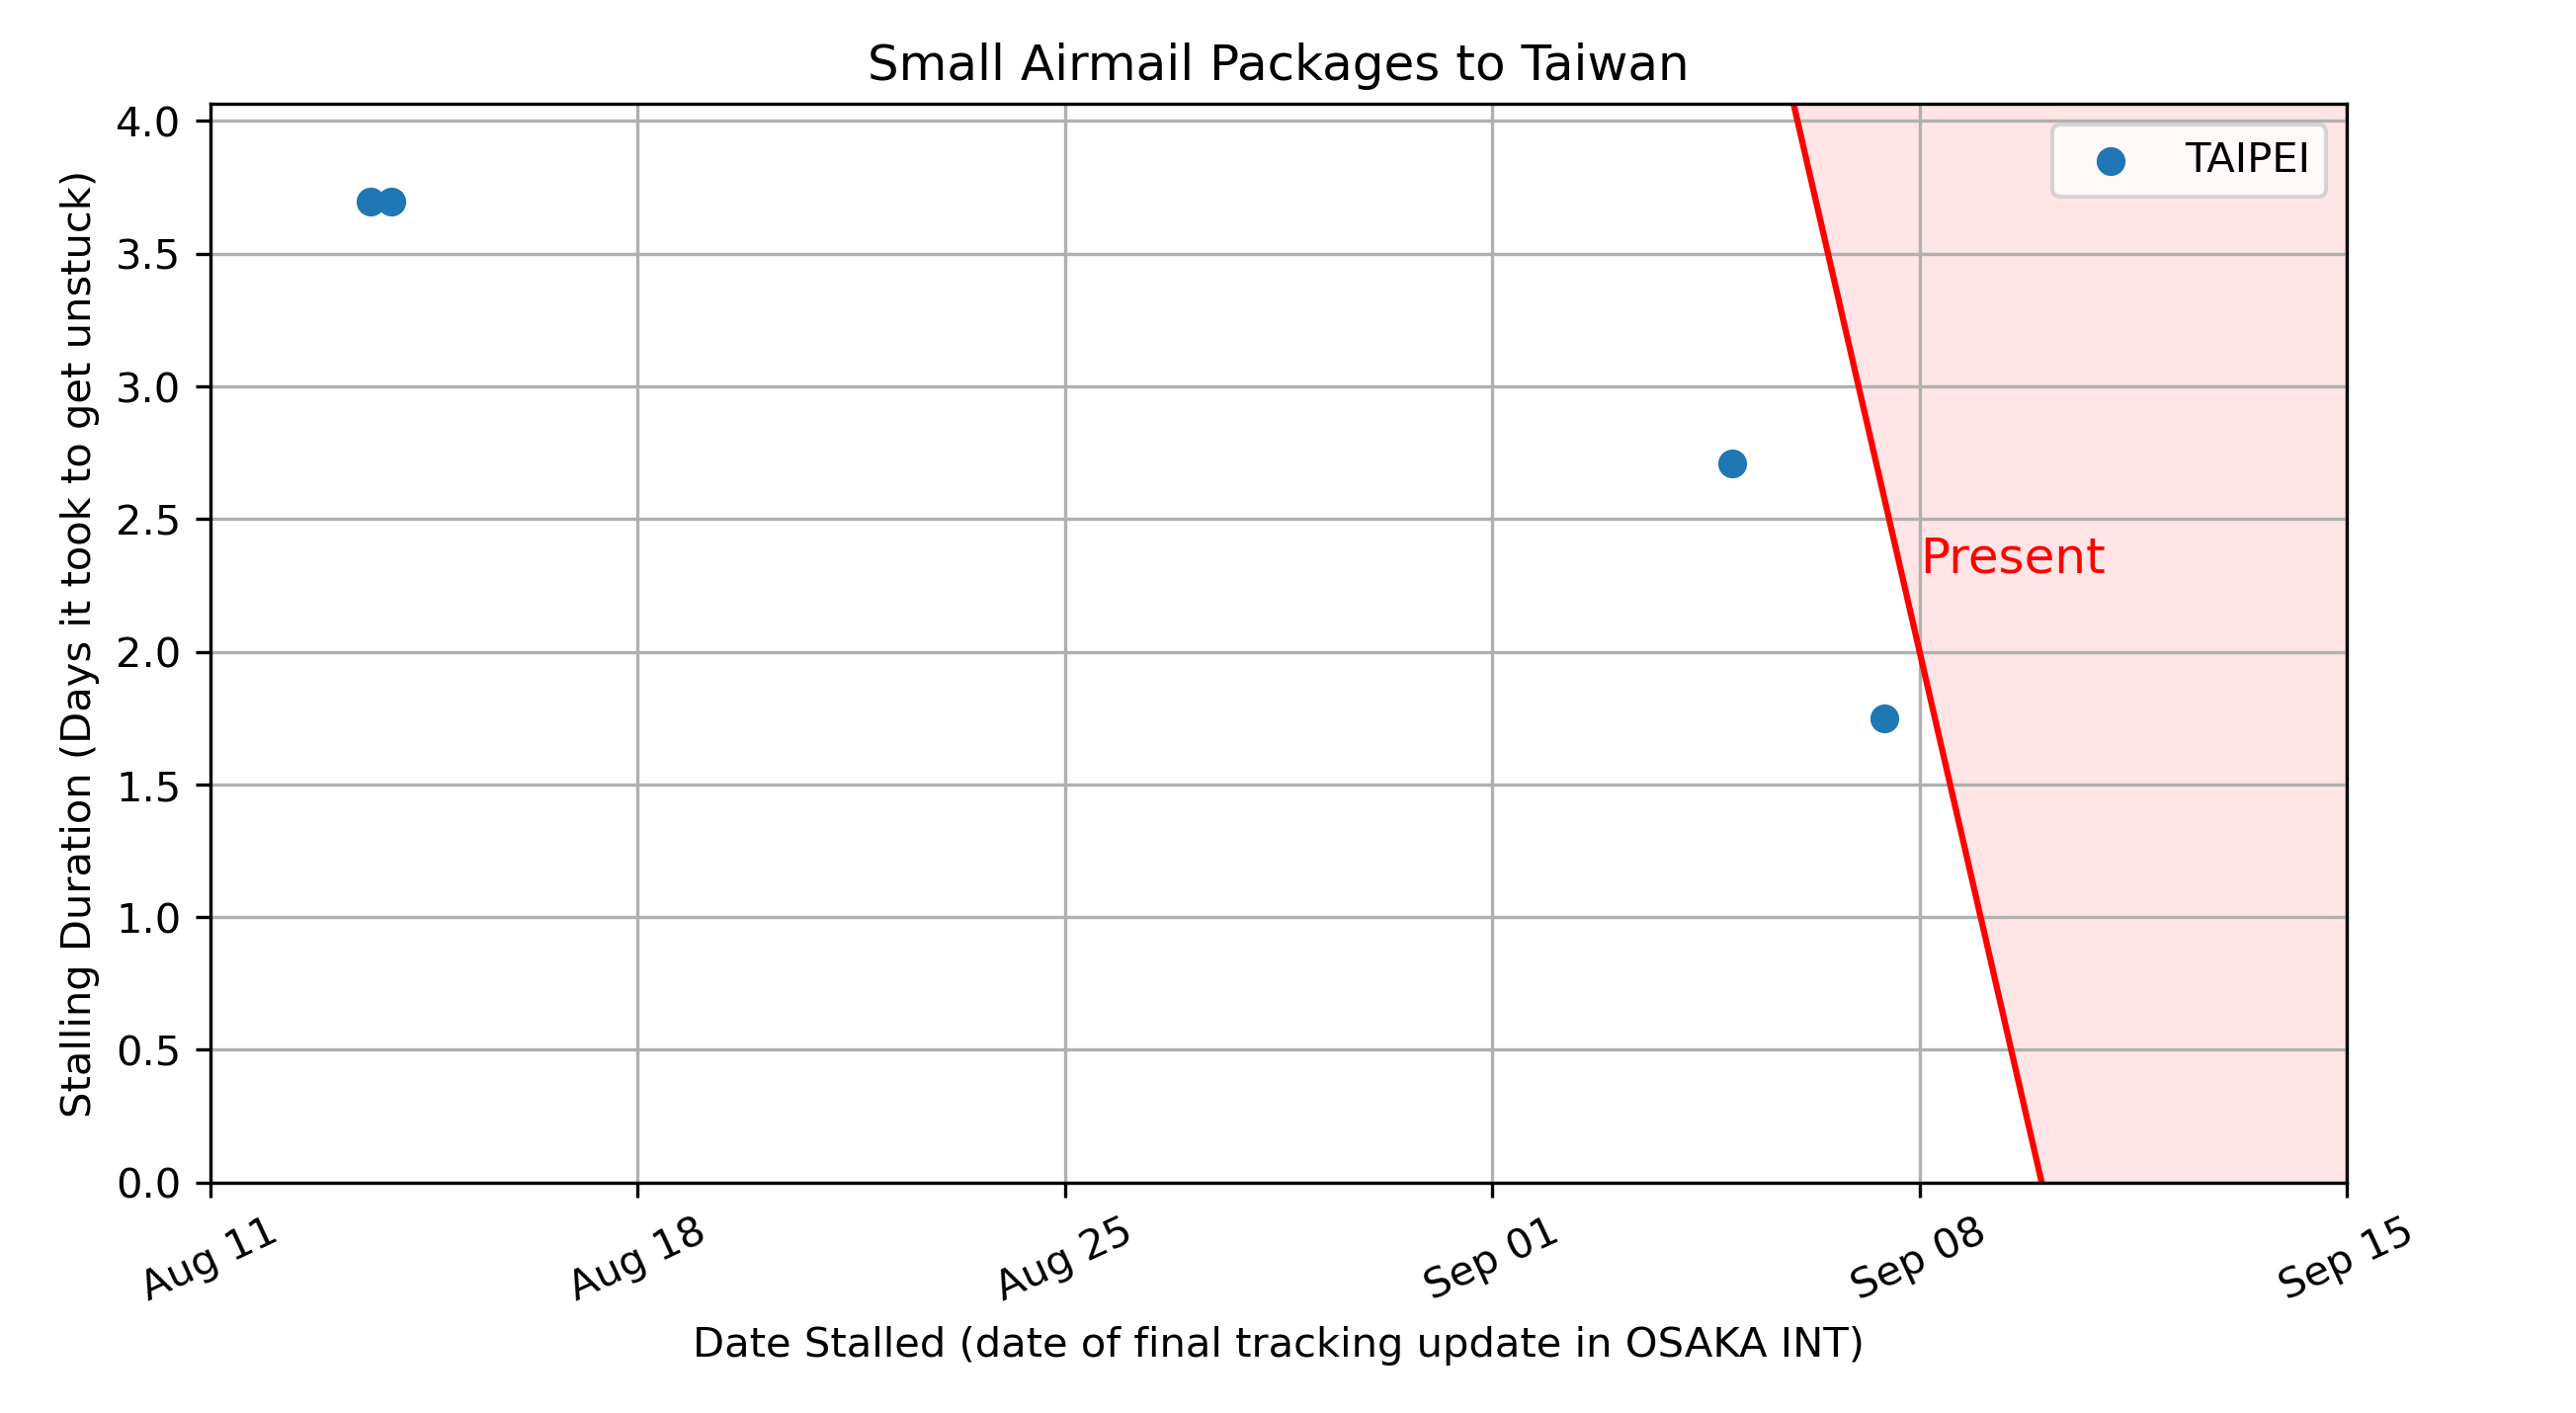 Small Airmail Packages to Taiwan
Stalling Duration (Days it took to get unstuck)
4.0
3.5
3.0
2.5
2.0
1.5
1.0
0.5
0.0
TAIPEI
Present
Aug 11
Aug 18
Aug 25
Sep 01
Sep 08
Sep 15
Date Stalled (date of final tracking update in OSAKA INT)